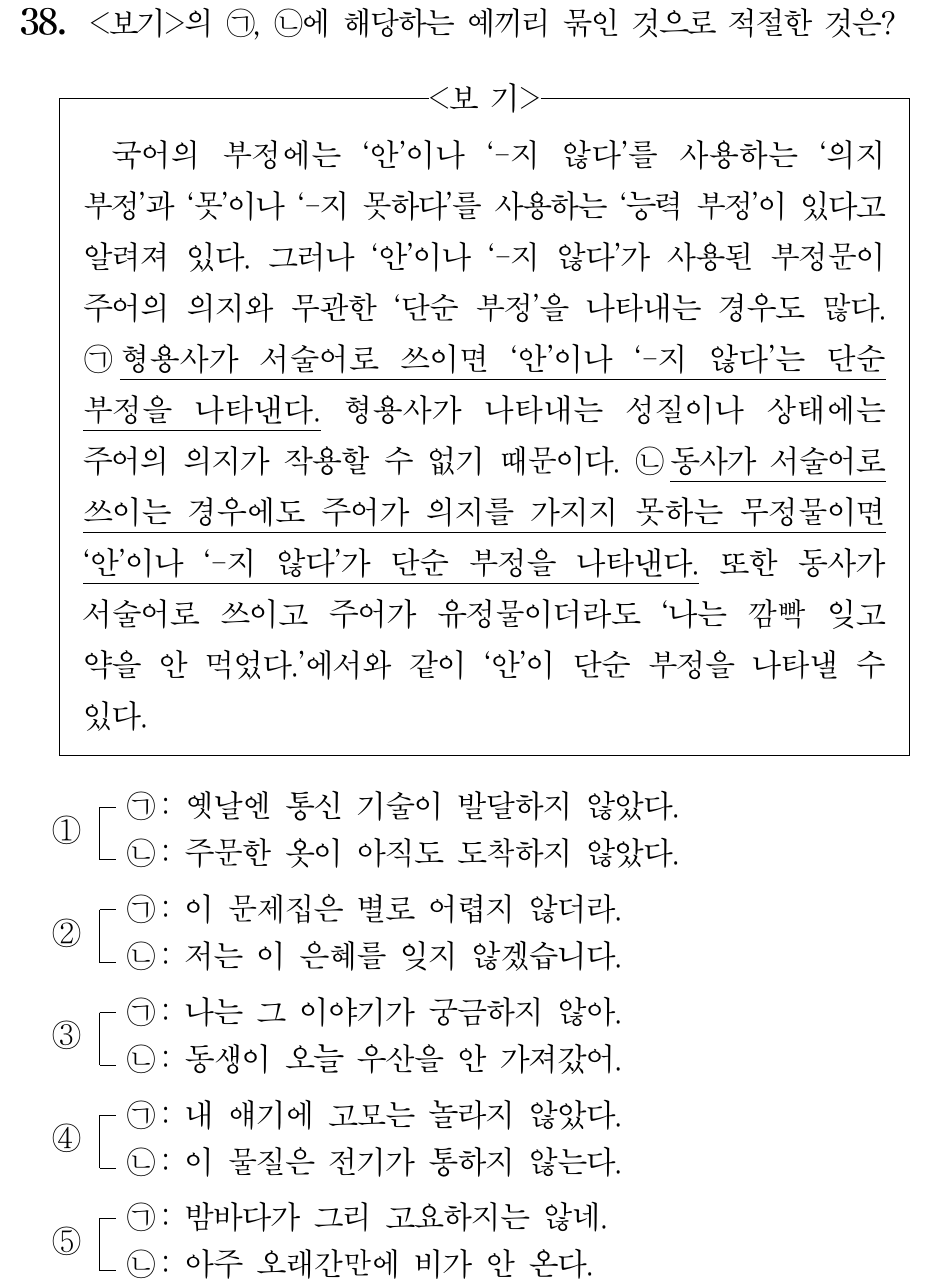 38. <보기>의 ㉠, ㉡에 해당하는 예끼리 묶인 것으로 적절한 것은?
<보 기>
국어의 부정에는 ‘안’이나 ‘-지 않다’를 사용하는 ‘의지
부정’과 ‘못’이나 ‘-지 못하다’를 사용하는 ‘능력 부정’이 있다고
알려져 있다. 그러나 ‘안’이나 ‘-지 않다’가 사용된 부정문이
주어의 의지와 무관한 ‘단순 부정’을 나타내는 경우도 많다.
㉠ 형용사가 서술어로 쓰이면 ‘안’이나 ‘-지 않다’는 단순
부정을 나타낸다. 형용사가 나타내는 성질이나 상태에는
주어의 의지가 작용할 수 없기 때문이다. ㉡ 동사가 서술어로
쓰이는 경우에도 주어가 의지를 가지지 못하는 무정물이면
‘안’이나 ‘-지 않다’가 단순 부정을 나타낸다. 또한 동사가
서술어로 쓰이고 주어가 유정물이더라도 ‘나는 깜빡 잊고
약을 안 먹었다.’에서와 같이 ‘안’이 단순 부정을 나타낼 수
있다.
① ㉠: 옛날엔 통신 기술이 발달하지 않았다.
㉡: 주문한 옷이 아직도 도착하지 않았다.
② ㉠: 이 문제집은 별로 어렵지 않더라.
㉡: 저는 이 은혜를 잊지 않겠습니다.
③ ㉠: 나는 그 이야기가 궁금하지 않아.
㉡: 동생이 오늘 우산을 안 가져갔어.
④ ㉠: 내 얘기에 고모는 놀라지 않았다.
㉡: 이 물질은 전기가 통하지 않는다.
⑤ ㉠: 밤바다가 그리 고요하지는 않네.
㉡: 아주 오래간만에 비가 안 온다.